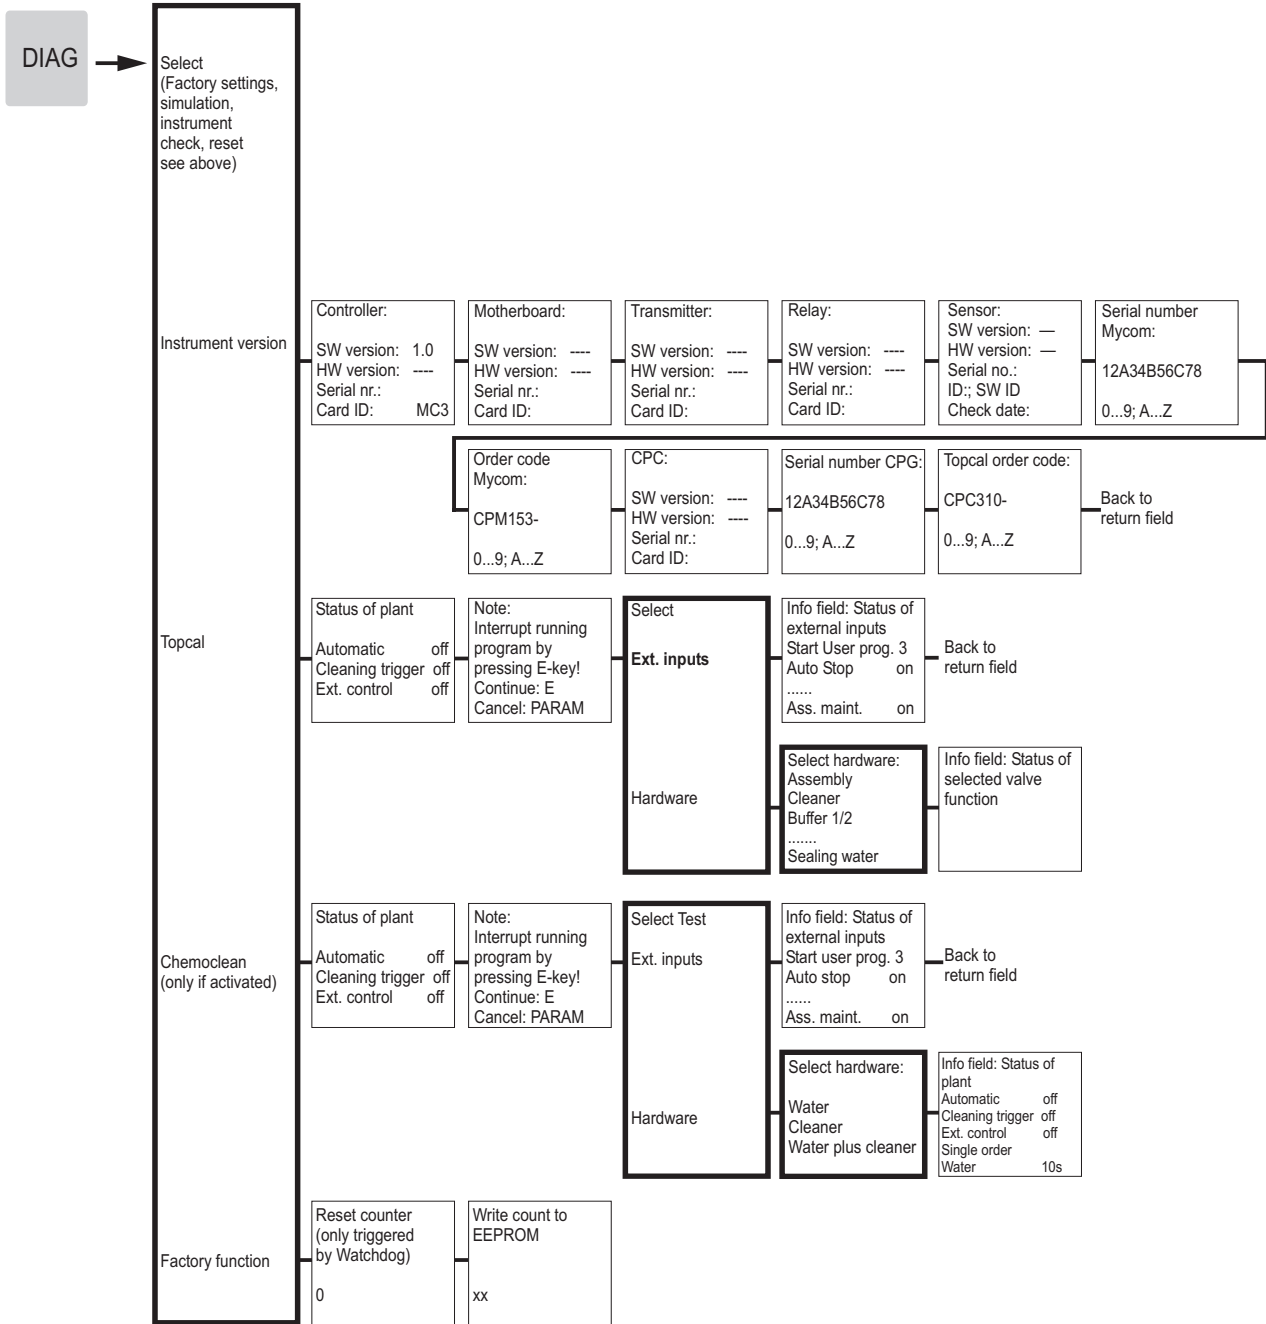 DIAG
Select
(Factory settings,
simulation,
instrument
check, reset
see above)
Instrument version
Controller:
SW version: 1.0
HW version: ----
Serial nr.:
Card ID: MC3
Motherboard:
SW version: ----
HW version: ----
Serial nr.:
Card ID:
Transmitter:
SW version: ----
HW version: ----
Serial nr.:
Card ID:
Relay:
SW version: ----
HW version: ----
Serial nr.:
Card ID:
Sensor:
SW version: —
HW version: —
Serial no.:
ID:; SW ID
Check date:
Serial number
Mycom:
12A34B56C78
0...9; A...Z
Order code
Mycom:
CPM153-
0...9; A...Z
CPC:
SW version: ----
HW version: ----
Serial nr.:
Card ID:
Serial number CPG:
12A34B56C78
0...9; A...Z
Topcal order code:
CPC310-
0...9; A...Z
Back to
return field
Topcal
Status of plant
Automatic off
Cleaning trigger off
Ext. control off
Note:
Interrupt running
program by
pressing E-key!
Continue: E
Cancel: PARAM
Select
Ext. inputs
Hardware
Info field: Status of
external inputs
Start User prog. 3
Auto Stop on
......
Ass. maint. on
Back to
return field
Select hardware:
Assembly
Cleaner
Buffer 1/2
.......
Sealing water
Info field: Status of
selected valve
function
Chemoclean
(only if activated)
Status of plant
Automatic off
Cleaning trigger off
Ext. control off
Note:
Interrupt running
program by
pressing E-key!
Continue: E
Cancel: PARAM
Select Test
Ext. inputs
Hardware
Info field: Status of
external inputs
Start user prog. 3
Auto stop on
......
Ass. maint. on
Back to
return field
Select hardware:
Water
Cleaner
Water plus cleaner
Info field: Status of
plant
Automatic off
Cleaning trigger off
Ext. control off
Single order
Water 10s
Factory function
Reset counter
(only triggered
by Watchdog)
0
Write count to
EEPROM
xx